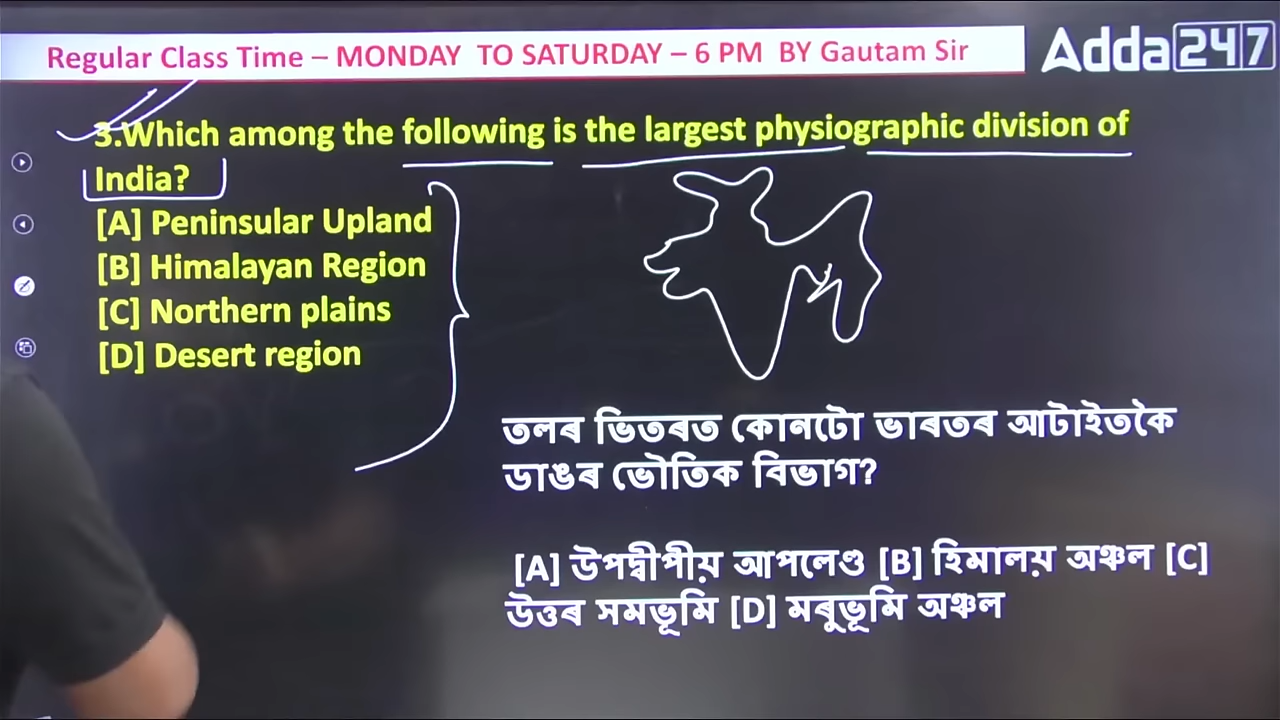 Regular Class Time – MONDAY TO SATURDAY – 6 PM BY Gautam Sir
Adda247
3.Which among the following is the largest physiographic division of
India?
[A] Peninsular Upland
[B] Himalayan Region
[C] Northern plains
[D] Desert region
তলৰ ভিতৰত কোনটো ভাৰতৰ আটাইতকৈ
ডাঙৰ ভৌতিক বিভাগ?
[A] উপদ্বীপীয় আপলেণ্ড [B] হিমালয় অঞ্চল [C]
উত্তৰ সমভূমি [D] মৰুভূমি অঞ্চল